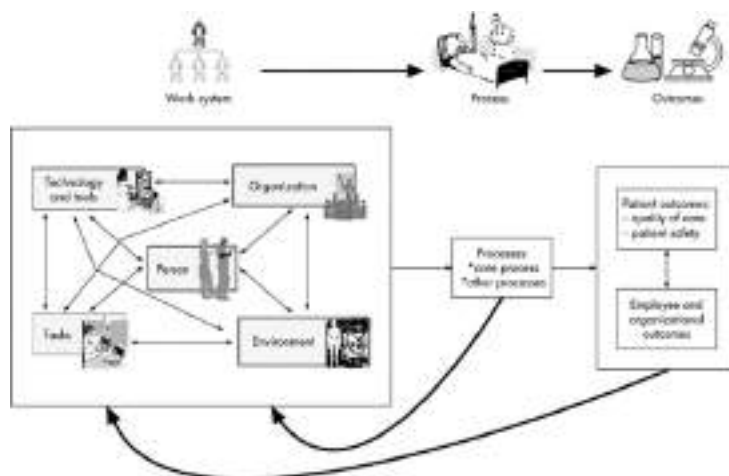 Work system
Process
Outcomes
Technology
and tools
Organization
Person
Tasks
Environment
Processes
*care process
*other processes
Patient outcomes:
– quality of care
– patient safety
Employee and
organizational
outcomes